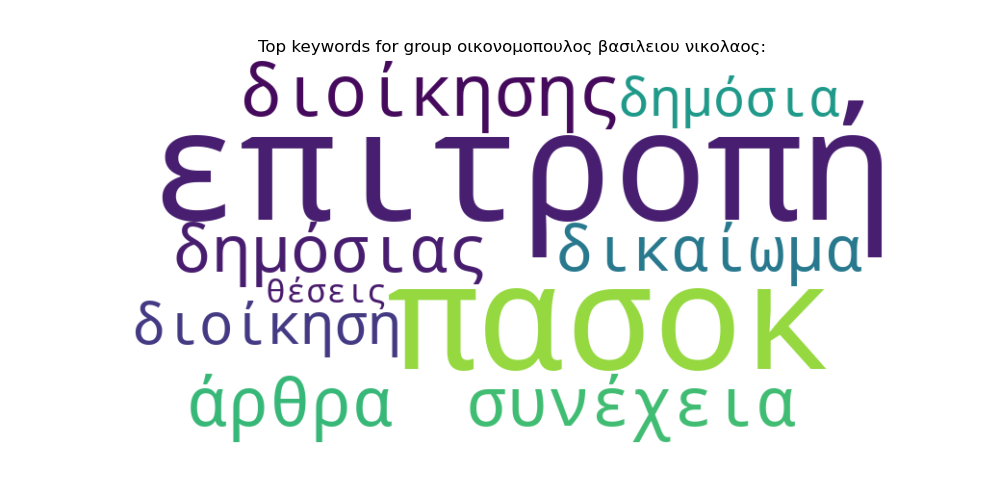 Top keywords for group οικονομοπουλος βασιλειου νικολαος:
διοίκησης δημόσια
επιτροπή
δημόσιας δικαίωμα
θέσεις
διοίκηση πασοκ
άρθρα συνέχεια